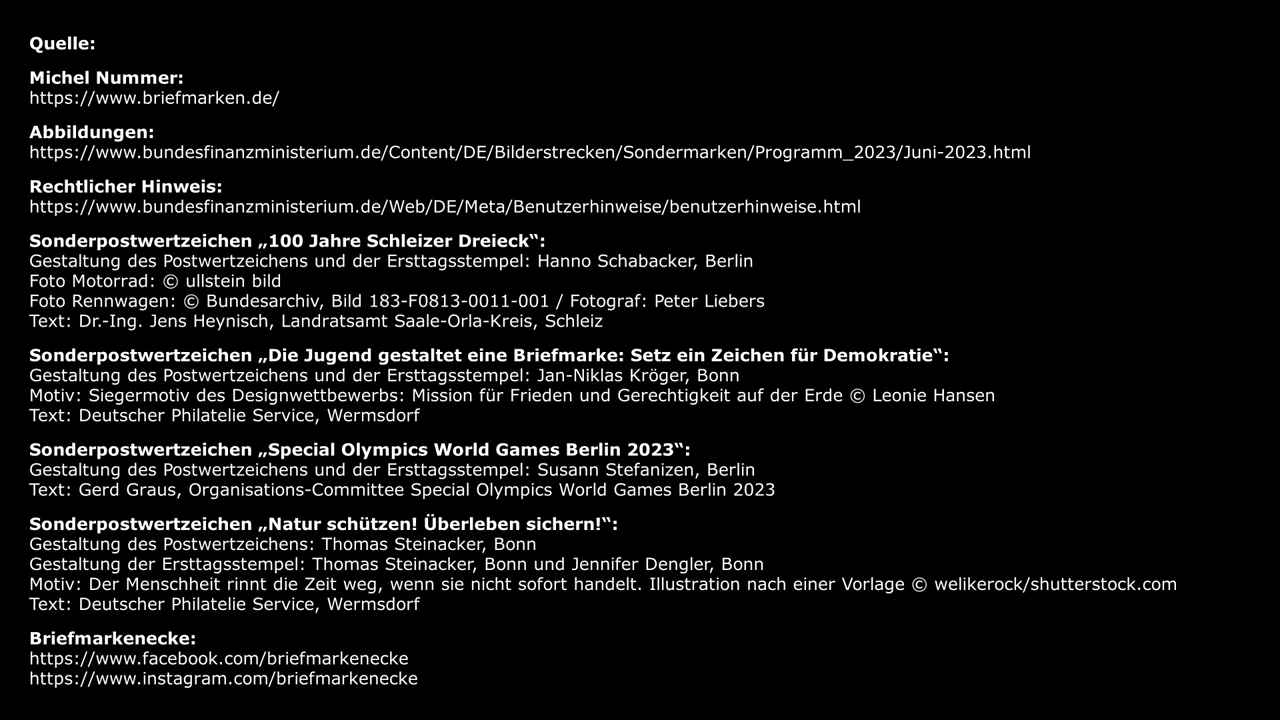 Quelle:
Michel Nummer:
https://www.briefmarken.de/
Abbildungen:
https://www.bundesfinanzministerium.de/Content/DE/Bilderstrecken/Sondermarken/Programm_2023/Juni-2023.html
Rechtlicher Hinweis:
https://www.bundesfinanzministerium.de/Web/DE/Meta/Benutzerhinweise/benutzerhinweise.html
Sonderpostwertzeichen „100 Jahre Schleizer Dreieck“:
Gestaltung des Postwertzeichens und der Ersttagsstempel: Hanno Schabacker, Berlin
Foto Motorrad: © ullstein bild
Foto Rennwagen: © Bundesarchiv, Bild 183-F0813-0011-001 / Fotograf: Peter Liebers
Text: Dr.-Ing. Jens Heynisch, Landratsamt Saale-Orla-Kreis, Schleiz
Sonderpostwertzeichen „Die Jugend gestaltet eine Briefmarke: Setz ein Zeichen für Demokratie“:
Gestaltung des Postwertzeichens und der Ersttagsstempel: Jan-Niklas Kröger, Bonn
Motiv: Siegermotiv des Designwettbewerbs: Mission für Frieden und Gerechtigkeit auf der Erde © Leonie Hansen
Text: Deutscher Philatelie Service, Wermsdorf
Sonderpostwertzeichen „Special Olympics World Games Berlin 2023“:
Gestaltung des Postwertzeichens und der Ersttagsstempel: Susann Stefanizen, Berlin
Text: Gerd Graus, Organisations-Committee Special Olympics World Games Berlin 2023
Sonderpostwertzeichen „Natur schützen! Überleben sichern!“:
Gestaltung des Postwertzeichens: Thomas Steinacker, Bonn
Gestaltung der Ersttagsstempel: Thomas Steinacker, Bonn und Jennifer Dengler, Bonn
Motiv: Der Menschheit rinnt die Zeit weg, wenn sie nicht sofort handelt. Illustration nach einer Vorlage © welikerock/shutterstock.com
Text: Deutscher Philatelie Service, Wermsdorf
Briefmarkenecke:
https://www.facebook.com/briefmarkenecke
https://www.instagram.com/briefmarkenecke